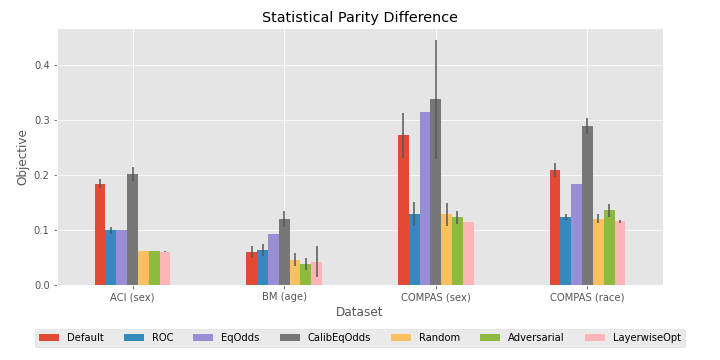 Statistical Parity Difference
Objective
0.4
0.3
0.2
0.1
0.0
ACI (sex) BM (age) COMPAS (sex) COMPAS (race)
Dataset
Default ROC EqOdds CalibEqOdds Random Adversarial LayerwiseOpt